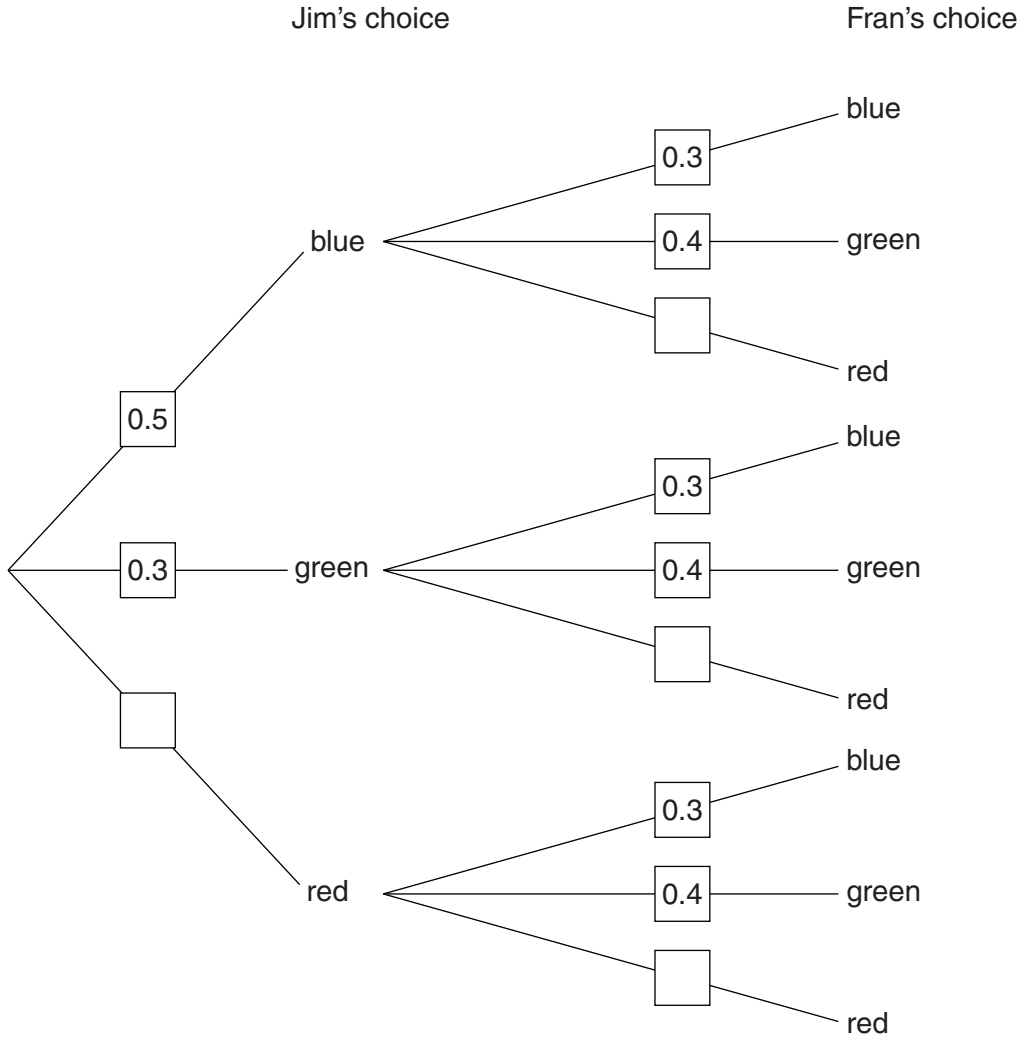 Jim's choice Fran's choice
blue
0.3
blue 0.4 green
red
0.5
blue
0.3
0.3 green 0.4 green
red
blue
0.3
red 0.4 green
red